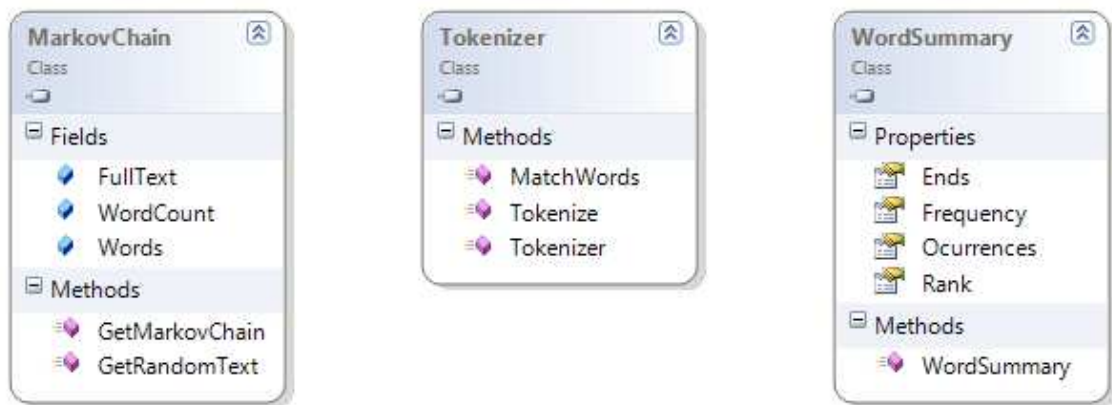 MarkovChain
Class
Fields
FullText
WordCount
Words
Methods
GetMarkovChain
GetRandomText
Tokenizer
Class
Methods
MatchWords
Tokenize
Tokenizer
WordSummary
Class
Properties
Ends
Frequency
Ocurrences
Rank
Methods
WordSummary